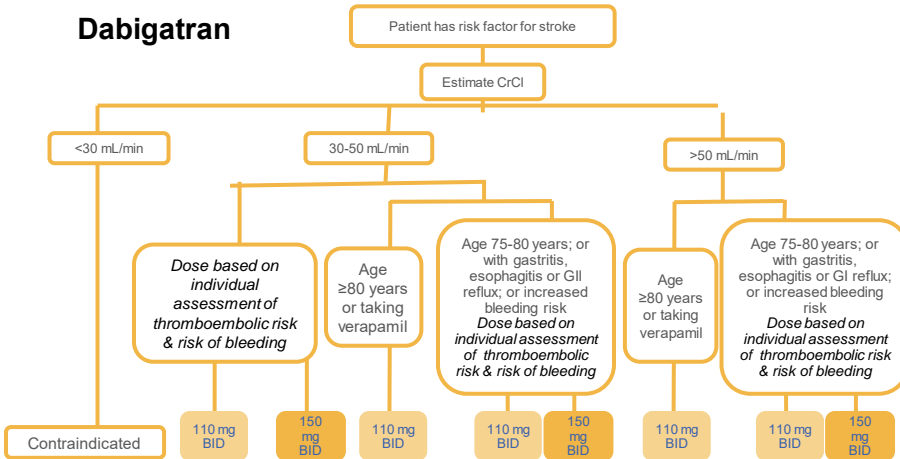 Dabigatran
Patient has risk factor for stroke
Estimate CrCl
<30 mL/min
30-50 mL/min
>50 mL/min
Dose based on
individual
assessment of
thromboembolic risk
& risk of bleeding
Age
≥80 years
or taking
verapamil
Age 75-80 years; or
with gastritis,
esophagitis or GII
reflux; or increased
bleeding risk
Dose based on
individual assessment
of thromboembolic
risk & risk of bleeding
Age
≥80 years
or taking
verapamil
Age 75-80 years; or
with gastritis,
esophagitis or GI reflux;
or increased bleeding
risk
Dose based on
individual assessment
of thromboembolic risk
& risk of bleeding
Contraindicated
110 mg
BID
150
mg
BID
110 mg
BID
110 mg
BID
150
mg
BID
110 mg
BID
110 mg
BID
150
mg
BID